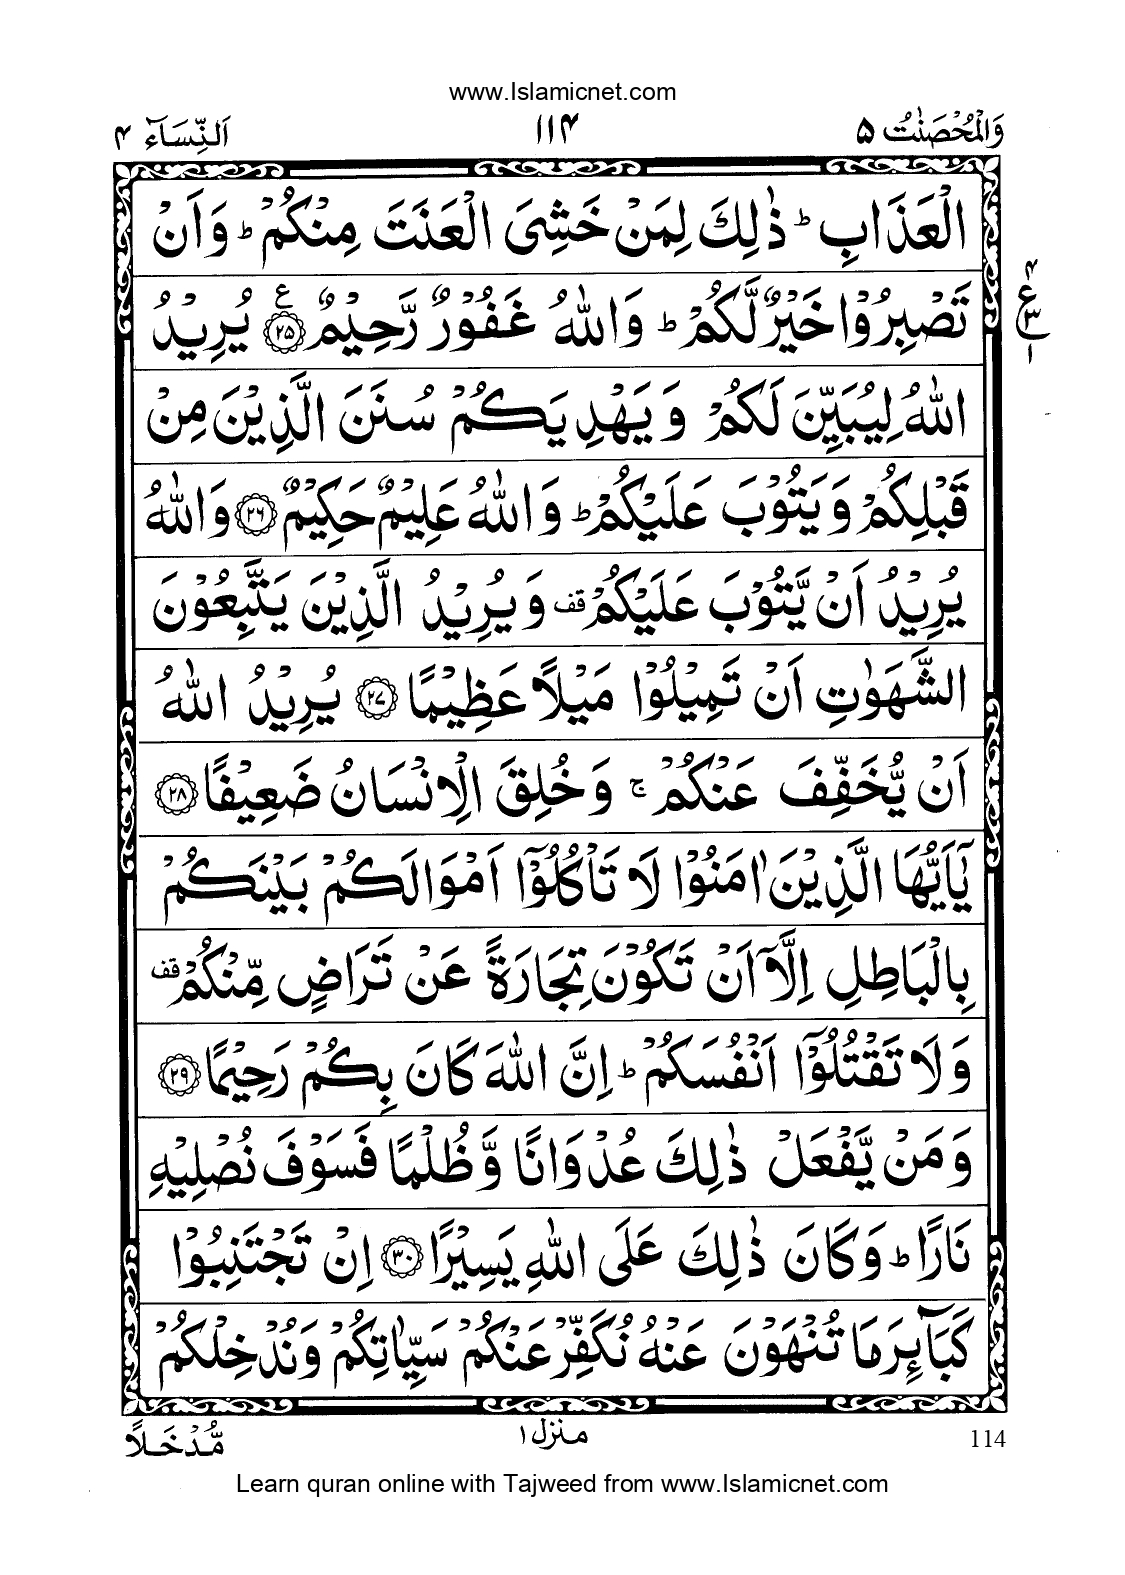 www.Islamicnet.com
وَالْمُحْصَنٰتُ ۵
۱۱۴
اَلنِّسَآء ۴
الْعَذَابِ ؕ ذٰلِكَ لِمَنْ خَشِىَ الْعَنَتَ مِنْكُمْ ؕ وَاَنْ
تَصْبِرُوْا خَيْرٌ لَّكُمْ ؕ وَاللّٰهُ غَفُوْرٌ رَّحِيْمٌ ﴿۲۵﴾ ع يُرِيْدُ
۴
ع
۳
۱
اللّٰهُ لِيُبَيِّنَ لَكُمْ وَيَهْدِيَكُمْ سُنَنَ الَّذِيْنَ مِنْ
قَبْلِكُمْ وَيَتُوْبَ عَلَيْكُمْ ؕ وَاللّٰهُ عَلِيْمٌ حَكِيْمٌ ﴿۲۶﴾ وَاللّٰهُ
يُرِيْدُ اَنْ يَّتُوْبَ عَلَيْكُمْ قف وَيُرِيْدُ الَّذِيْنَ يَتَّبِعُوْنَ
الشَّهَوٰتِ اَنْ تَمِيْلُوْا مَيْلًا عَظِيْمًا ﴿۲۷﴾ يُرِيْدُ اللّٰهُ
اَنْ يُّخَفِّفَ عَنْكُمْ ۚ وَخُلِقَ الْاِنْسَانُ ضَعِيْفًا ﴿۲۸﴾
يٰۤاَيُّهَا الَّذِيْنَ اٰمَنُوْا لَا تَاْكُلُوْۤا اَمْوَالَكُمْ بَيْنَكُمْ
بِالْبَاطِلِ اِلَّاۤ اَنْ تَكُوْنَ تِجَارَةً عَنْ تَرَاضٍ مِّنْكُمْ قف
وَلَا تَقْتُلُوْۤا اَنْفُسَكُمْ ؕ اِنَّ اللّٰهَ كَانَ بِكُمْ رَحِيْمًا ﴿۲۹﴾
وَمَنْ يَّفْعَلْ ذٰلِكَ عُدْوَانًا وَّظُلْمًا فَسَوْفَ نُصْلِيْهِ
نَارًا ؕ وَكَانَ ذٰلِكَ عَلَى اللّٰهِ يَسِيْرًا ﴿۳۰﴾ اِنْ تَجْتَنِبُوْا
كَبَآئِرَ مَا تُنْهَوْنَ عَنْهُ نُكَفِّرْ عَنْكُمْ سَيِّاٰتِكُمْ وَنُدْخِلْكُمْ
مُّدْخَلًا
منزل ۱
114
Learn quran online with Tajweed from www.Islamicnet.com